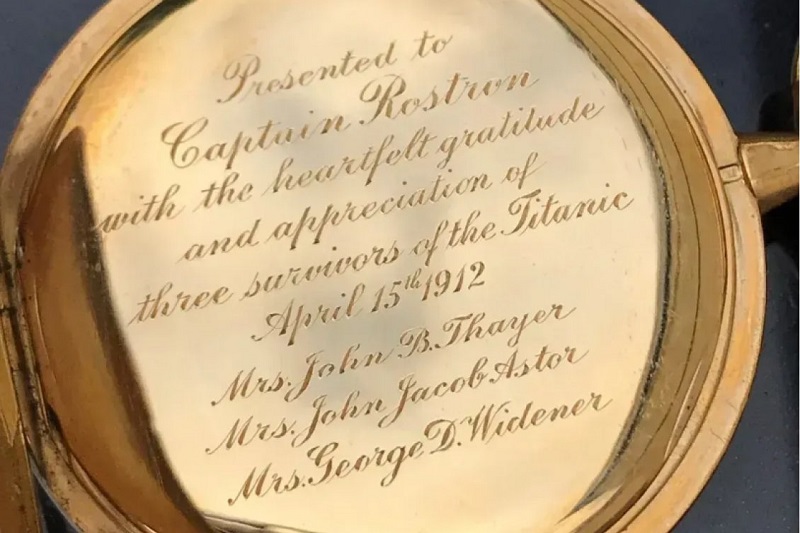 Presented to
Captain Rostron
with the heartfelt gratitude
and appreciation of
three survivors of the Titanic
April 15th 1912
Mrs. John B. Thayer
Mrs. John Jacob Astor
Mrs. George D. Widener